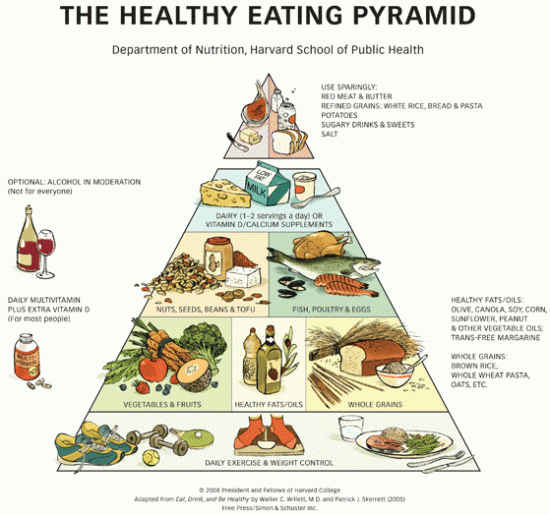 THE HEALTHY EATING PYRAMID
Department of Nutrition, Harvard School of Public Health
USE SPARINGLY:
RED MEAT & BUTTER
REFINED GRAINS: WHITE RICE, BREAD & PASTA
POTATOES
SUGARY DRINKS & SWEETS
SALT
OPTIONAL: ALCOHOL IN MODERATION
(Not for everyone)
LOW
FAT
MILK
DAIRY (1–2 servings a day) OR
VITAMIN D/CALCIUM SUPPLEMENTS
NUTS, SEEDS, BEANS & TOFU
FISH, POULTRY & EGGS
DAILY MULTIVITAMIN
PLUS EXTRA VITAMIN D
(For most people)
MULTI
VITAMIN
HEALTHY FATS/OILS:
OLIVE, CANOLA, SOY, CORN,
SUNFLOWER, PEANUT
& OTHER VEGETABLE OILS;
TRANS-FREE MARGARINE
WHOLE GRAINS:
BROWN RICE,
WHOLE WHEAT PASTA,
OATS, ETC.
VEGETABLES & FRUITS
HEALTHY FATS/OILS
WHOLE GRAINS
DAILY EXERCISE & WEIGHT CONTROL
© 2008 President and Fellows of Harvard College
Adapted from Eat, Drink, and Be Healthy by Walter C. Willett, M.D. and Patrick J. Skerrett (2005)
Free Press/Simon & Schuster Inc.